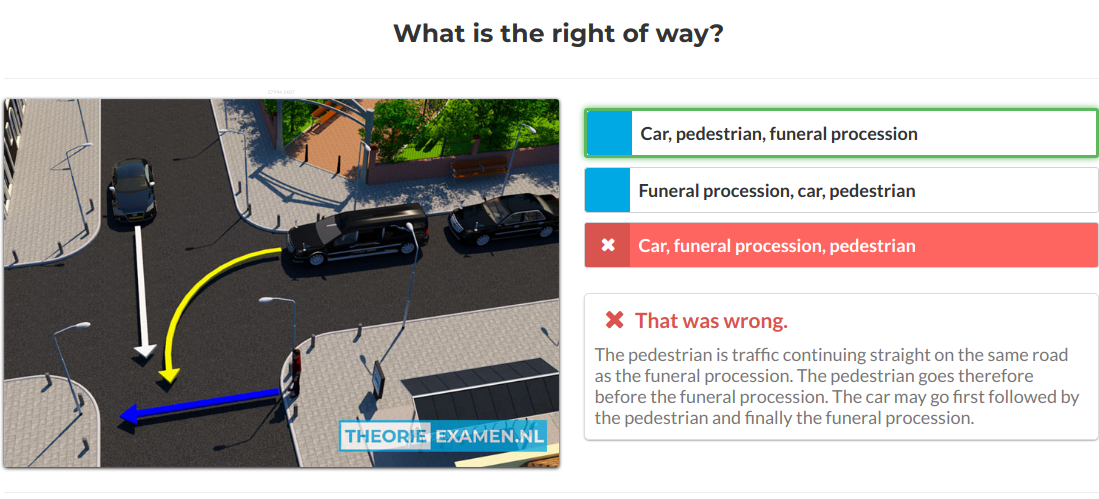 What is the right of way?
Car, pedestrian, funeral procession
Funeral procession, car, pedestrian
Car, funeral procession, pedestrian
That was wrong.
The pedestrian is traffic continuing straight on the same road
as the funeral procession. The pedestrian goes therefore
before the funeral procession. The car may go first followed by
the pedestrian and finally the funeral procession.
THEORIE EXAMEN.NL